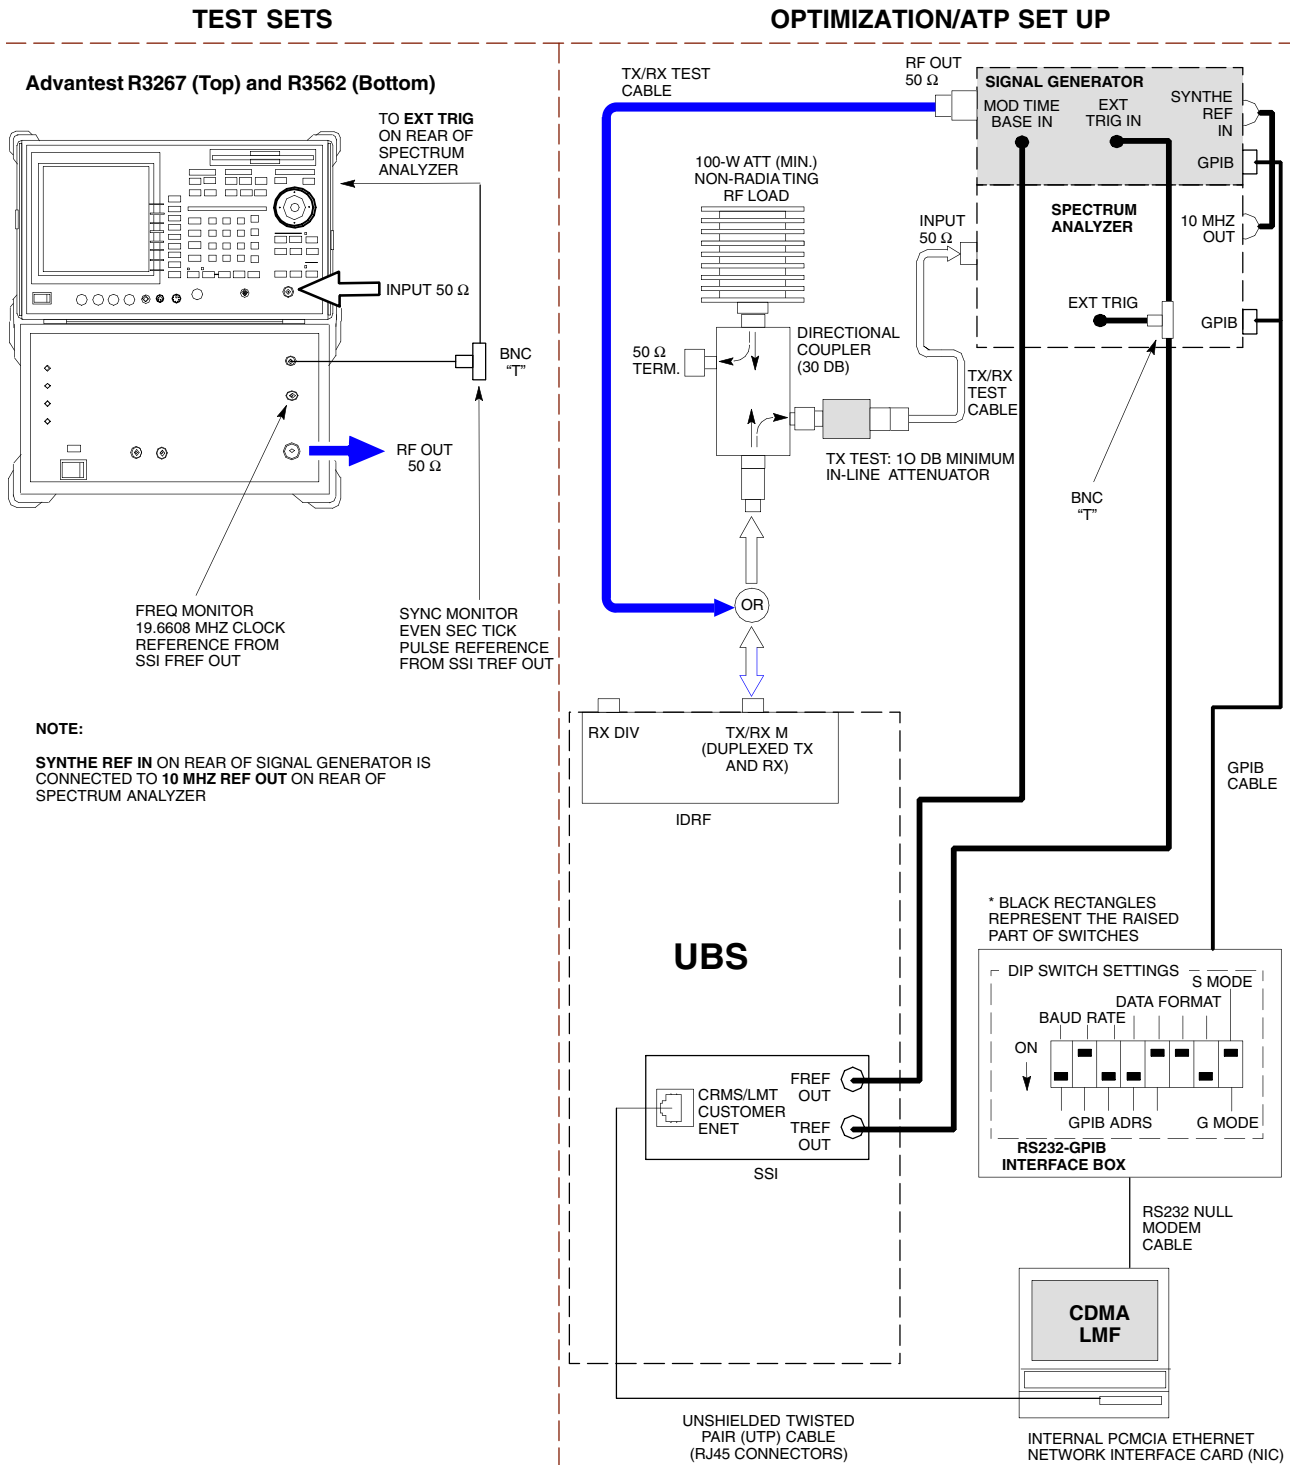 TEST SETS
OPTIMIZATION/ATP SET UP
Advantest R3267 (Top) and R3562 (Bottom)
TO EXT TRIG
ON REAR OF
SPECTRUM
ANALYZER
INPUT 50 Ω
BNC
“T”
RF OUT
50 Ω
FREQ MONITOR
19.6608 MHZ CLOCK
REFERENCE FROM
SSI FREF OUT
SYNC MONITOR
EVEN SEC TICK
PULSE REFERENCE
FROM SSI TREF OUT
NOTE:
SYNTHE REF IN ON REAR OF SIGNAL GENERATOR IS
CONNECTED TO 10 MHZ REF OUT ON REAR OF
SPECTRUM ANALYZER
TX/RX TEST
CABLE
RF OUT
50 Ω
SIGNAL GENERATOR
MOD TIME
BASE IN
EXT
TRIG IN
SYNTHE
REF
IN
GPIB
100-W ATT (MIN.)
NON-RADIA TING
RF LOAD
INPUT
50 Ω
SPECTRUM
ANALYZER
10 MHZ
OUT
EXT TRIG
GPIB
50 Ω
TERM.
DIRECTIONAL
COUPLER
(30 DB)
TX/RX
TEST
CABLE
TX TEST: 1O DB MINIMUM
IN-LINE ATTENUATOR
BNC
“T”
OR
RX DIV
TX/RX M
(DUPLEXED TX
AND RX)
IDRF
GPIB
CABLE
UBS
* BLACK RECTANGLES
REPRESENT THE RAISED
PART OF SWITCHES
DIP SWITCH SETTINGS
S MODE
DATA FORMAT
BAUD RATE
ON
GPIB ADRS
G MODE
RS232-GPIB
INTERFACE BOX
CRMS/LMT
CUSTOMER
ENET
FREF
OUT
TREF
OUT
SSI
RS232 NULL
MODEM
CABLE
CDMA
LMF
UNSHIELDED TWISTED
PAIR (UTP) CABLE
(RJ45 CONNECTORS)
INTERNAL PCMCIA ETHERNET
NETWORK INTERFACE CARD (NIC)